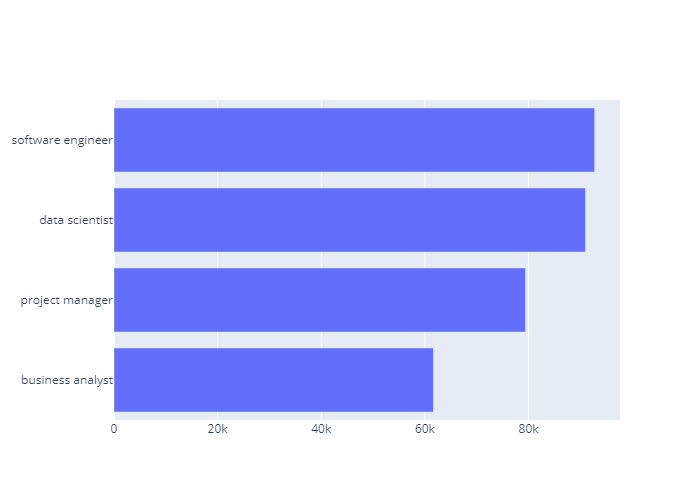 software engineer
data scientist
project manager
business analyst
0 20k 40k 60k 80k